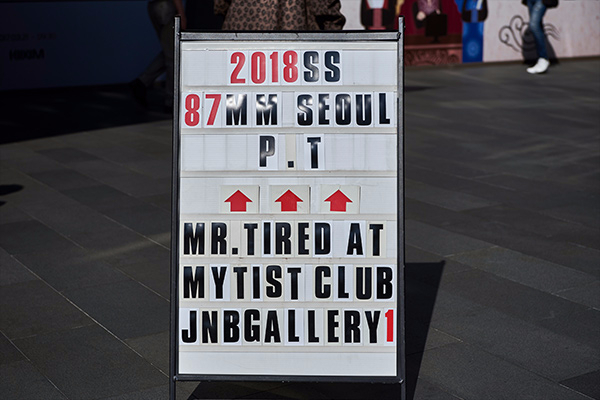 2018SS
87MM SEOUL
P.T
MR.TIRED AT
MYTIST CLUB
JNBGALLERY1